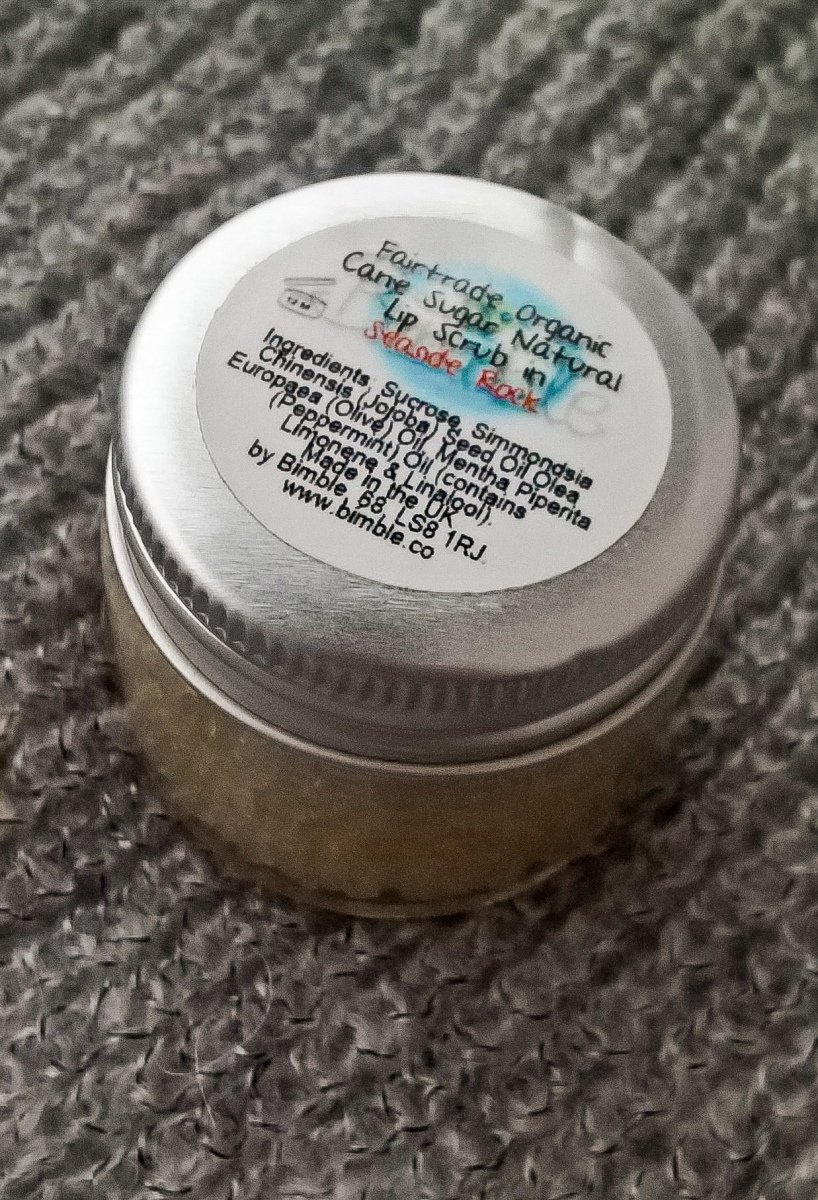 Fairtrade Organic
Cane Sugar Natural
Lip Scrub in
Seaside Rock
12 M
Ingredients, Sucrose, Simmondsia
Chinensis (Jojoba) Seed Oil Olea
Europaea (Olive) Oil, Mentha Piperita
(Peppermint) Oil (contains
Limonene & Linalool).
Made in the UK
by Bimble, 68, LS8 1RJ
www.bimble.co